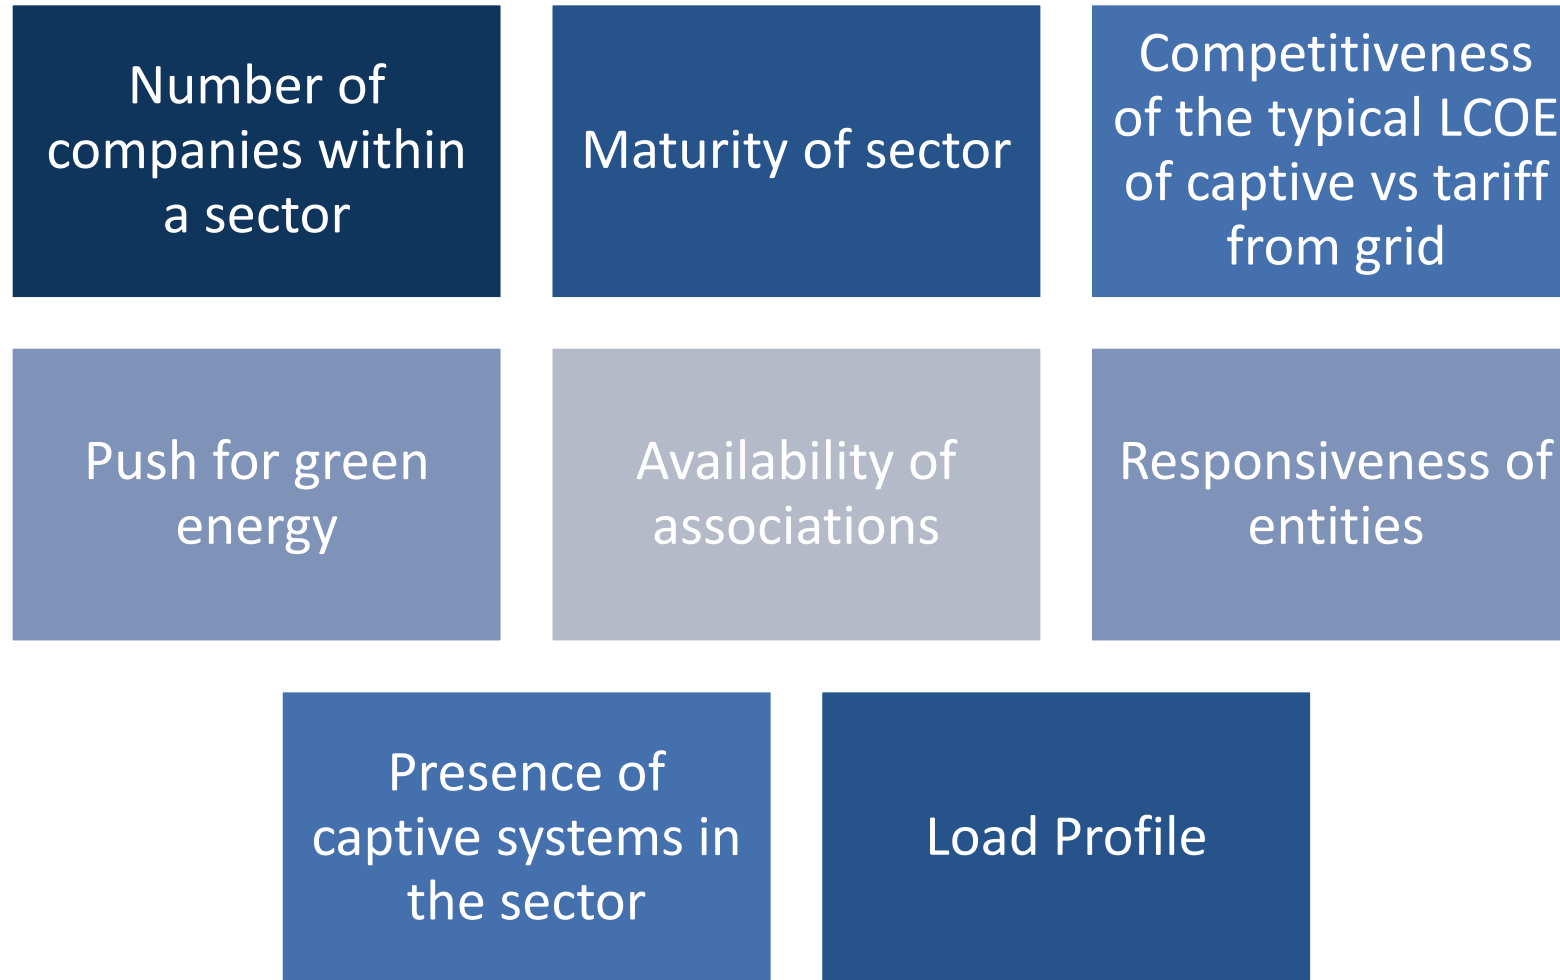 Number of
companies within
a sector
Maturity of sector
Competitiveness
of the typical LCOE
of captive vs tariff
from grid
Push for green
energy
Availability of
associations
Responsiveness of
entities
Presence of
captive systems in
the sector
Load Profile